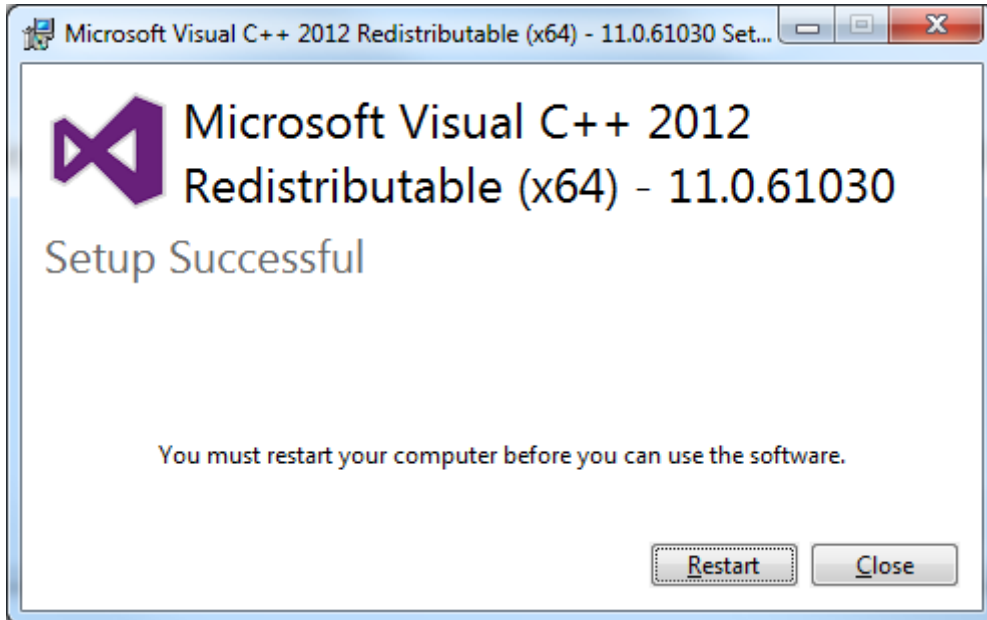 Microsoft Visual C++ 2012 Redistributable (x64) - 11.0.61030 Set...
Microsoft Visual C++ 2012
Redistributable (x64) - 11.0.61030
Setup Successful
You must restart your computer before you can use the software.
Restart
Close